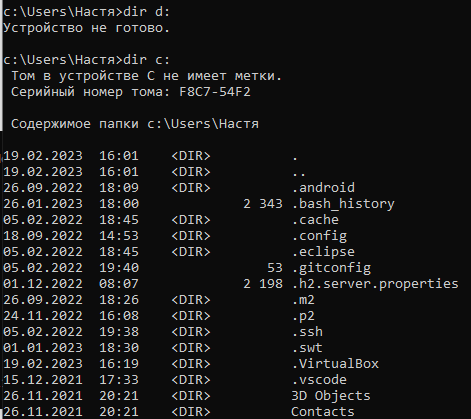 c:\Users\Настя>dir d:
Устройство не готово.
c:\Users\Настя>dir c:
Том в устройстве C не имеет метки.
Серийный номер тома: F8C7-54F2
Содержимое папки c:\Users\Настя
19.02.2023 16:01 <DIR> .
19.02.2023 16:01 <DIR> ..
26.09.2022 18:09 <DIR> .android
26.01.2023 18:00 2 343 .bash_history
05.02.2022 18:45 <DIR> .cache
18.09.2022 14:53 <DIR> .config
05.02.2022 18:45 <DIR> .eclipse
05.02.2022 19:40 53 .gitconfig
01.12.2022 08:07 2 198 .h2.server.properties
26.09.2022 18:26 <DIR> .m2
24.11.2022 16:08 <DIR> .p2
05.02.2022 19:38 <DIR> .ssh
01.01.2023 18:30 <DIR> .swt
19.02.2023 16:19 <DIR> .VirtualBox
15.12.2021 17:33 <DIR> .vscode
26.11.2021 20:21 <DIR> 3D Objects
26.11.2021 20:21 <DIR> Contacts